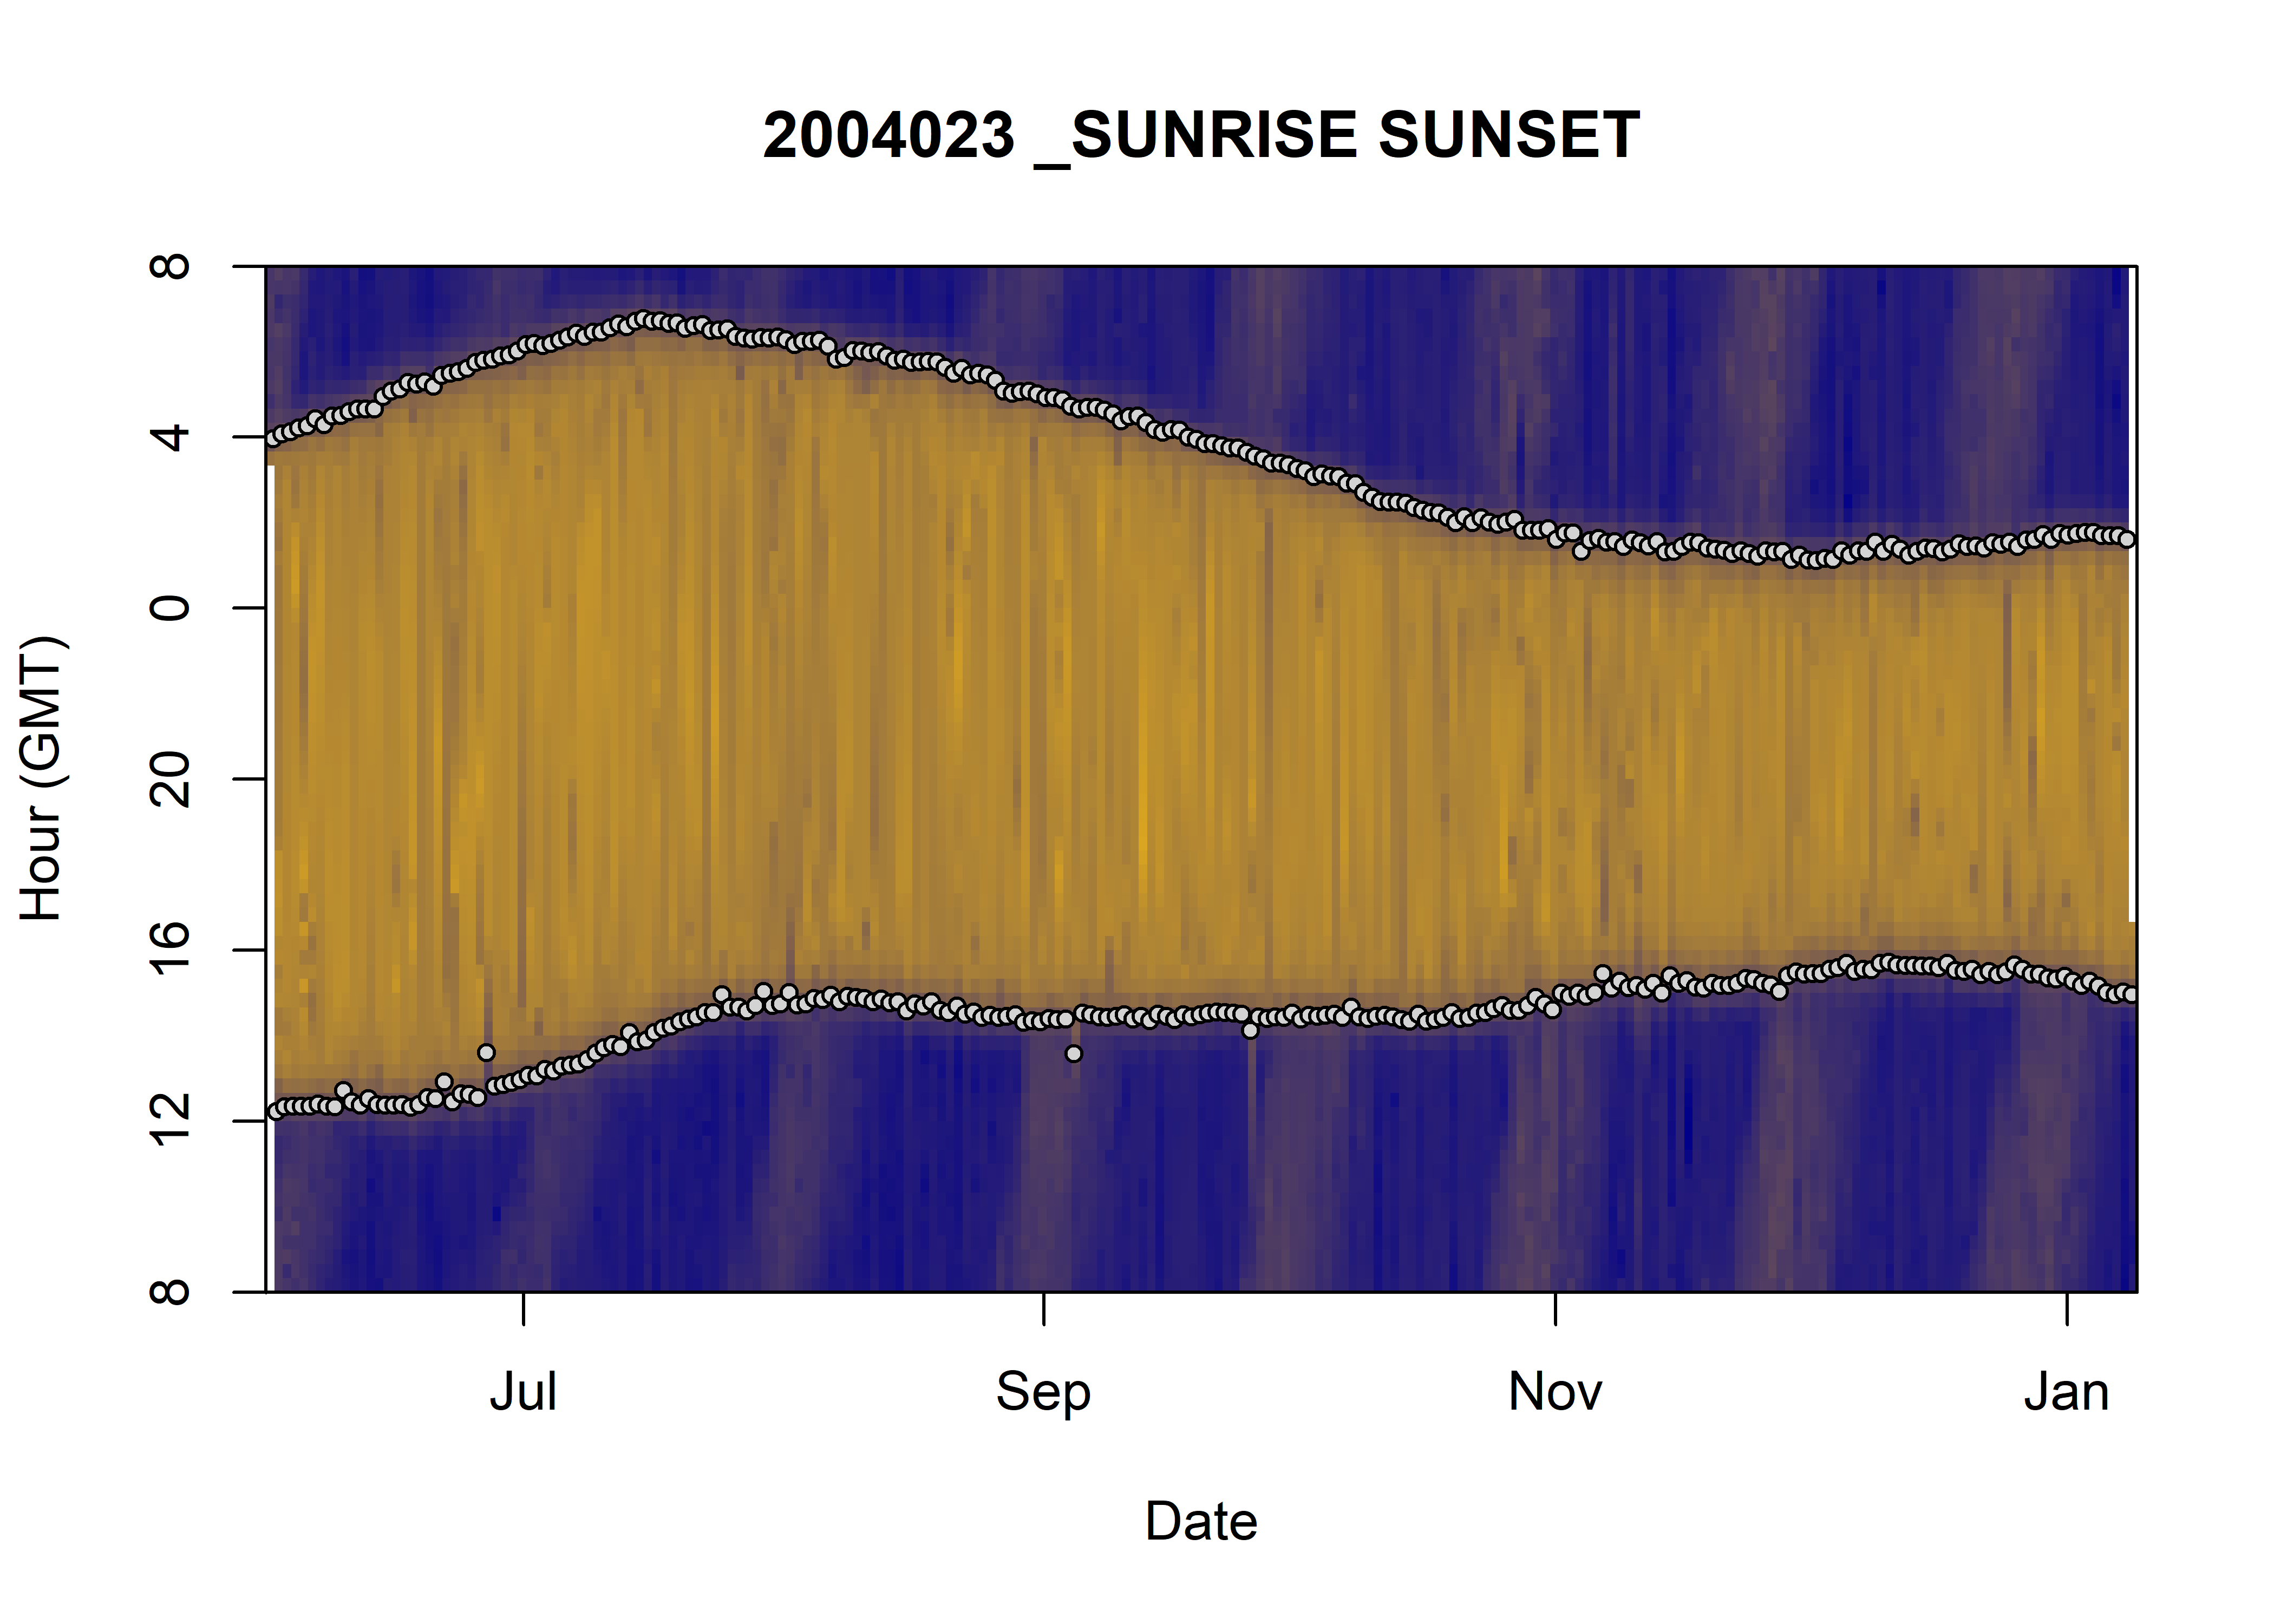 2004023 _SUNRISE SUNSET
8
4
0
20
16
12
8
Hour (GMT)
Jul Sep Nov Jan
Date